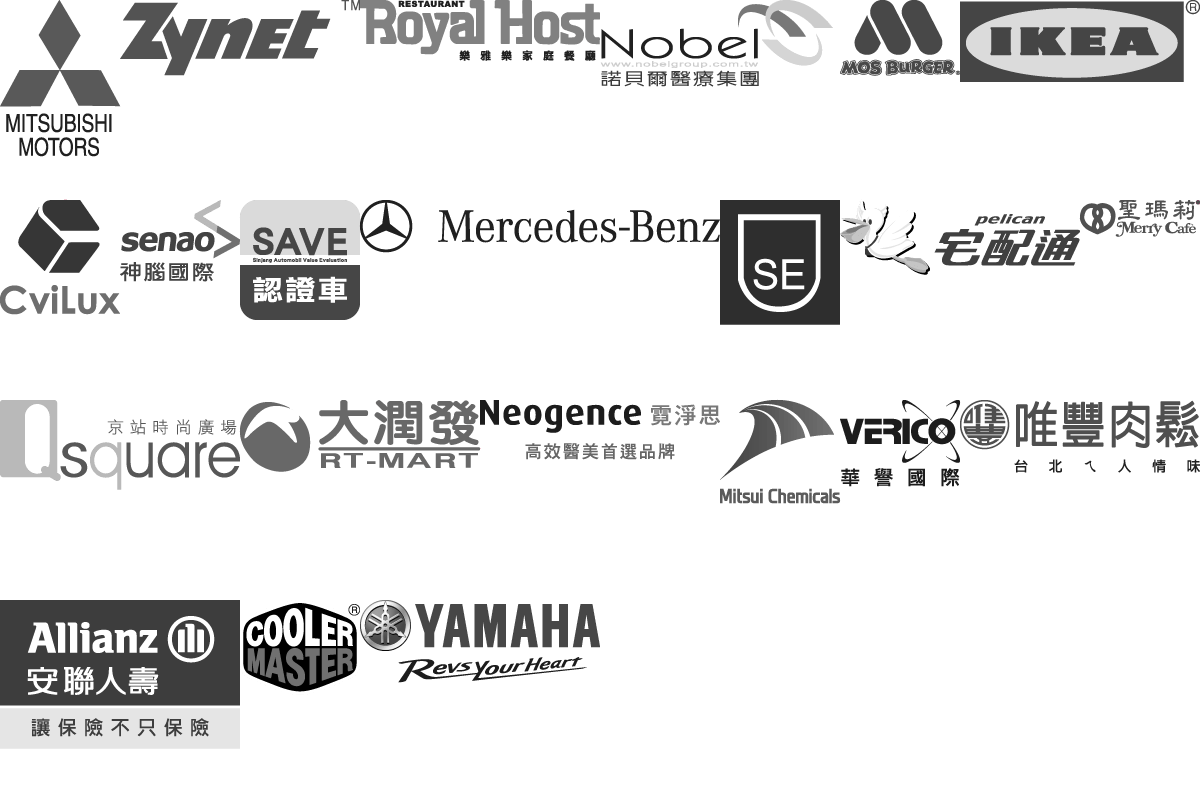 MITSUBISHI
MOTORS
Zynet
TM
RESTAURANT
Royal Host
樂雅樂家庭餐廳
Nobel
www.nobelgroup.com.tw
諾貝爾醫療集團
MOS BURGER
IKEA
®
CviLux
senao
神腦國際
SAVE
Sinjang Automobil Value Evaluation
認證車
Mercedes-Benz
SE
pelican
宅配通
聖瑪莉
Merry Café
京站時尚廣場
Qsquare
大潤發
RT-MART
Neogence 霓淨思
高效醫美首選品牌
Mitsui Chemicals
VERICO
華譽國際
唯豐肉鬆
台北ㄟ人情味
Allianz
安聯人壽
讓保險不只保險
COOLER
MASTER
®
YAMAHA
Revs Your Heart